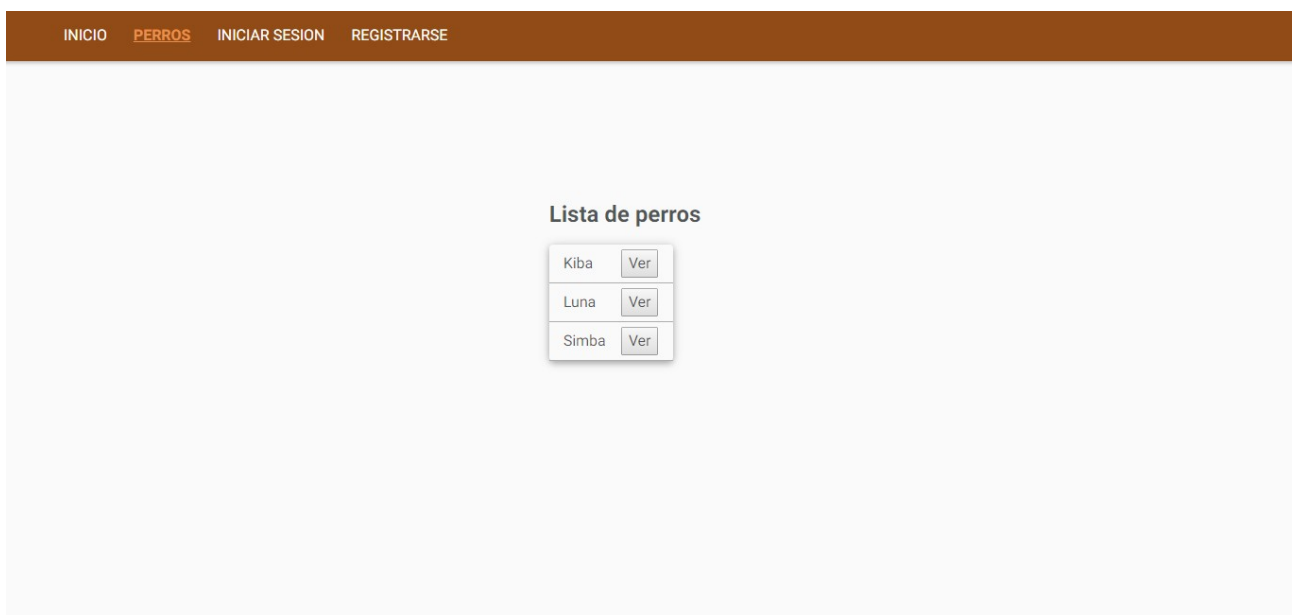 INICIO PERROS INICIAR SESION REGISTRARSE
Lista de perros
Kiba Ver
Luna Ver
Simba Ver